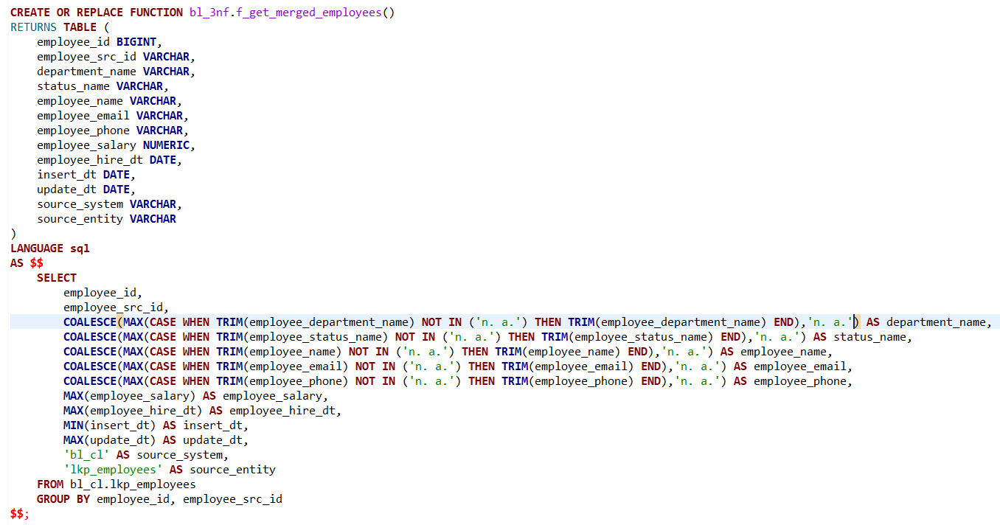 CREATE OR REPLACE FUNCTION bl_3nf.f_get_merged_employees()
RETURNS TABLE (
    employee_id BIGINT,
    employee_src_id VARCHAR,
    department_name VARCHAR,
    status_name VARCHAR,
    employee_name VARCHAR,
    employee_email VARCHAR,
    employee_phone VARCHAR,
    employee_salary NUMERIC,
    employee_hire_dt DATE,
    insert_dt DATE,
    update_dt DATE,
    source_system VARCHAR,
    source_entity VARCHAR
)
LANGUAGE sql
AS $$
    SELECT
        employee_id,
        employee_src_id,
        COALESCE(MAX(CASE WHEN TRIM(employee_department_name) NOT IN ('n. a.') THEN TRIM(employee_department_name) END),'n. a.') AS department_name,
        COALESCE(MAX(CASE WHEN TRIM(employee_status_name) NOT IN ('n. a.') THEN TRIM(employee_status_name) END),'n. a.') AS status_name,
        COALESCE(MAX(CASE WHEN TRIM(employee_name) NOT IN ('n. a.') THEN TRIM(employee_name) END),'n. a.') AS employee_name,
        COALESCE(MAX(CASE WHEN TRIM(employee_email) NOT IN ('n. a.') THEN TRIM(employee_email) END),'n. a.') AS employee_email,
        COALESCE(MAX(CASE WHEN TRIM(employee_phone) NOT IN ('n. a.') THEN TRIM(employee_phone) END),'n. a.') AS employee_phone,
        MAX(employee_salary) AS employee_salary,
        MAX(employee_hire_dt) AS employee_hire_dt,
        MIN(insert_dt) AS insert_dt,
        MAX(update_dt) AS update_dt,
        'bl_cl' AS source_system,
        'lkp_employees' AS source_entity
    FROM bl_cl.lkp_employees
    GROUP BY employee_id, employee_src_id
$$;